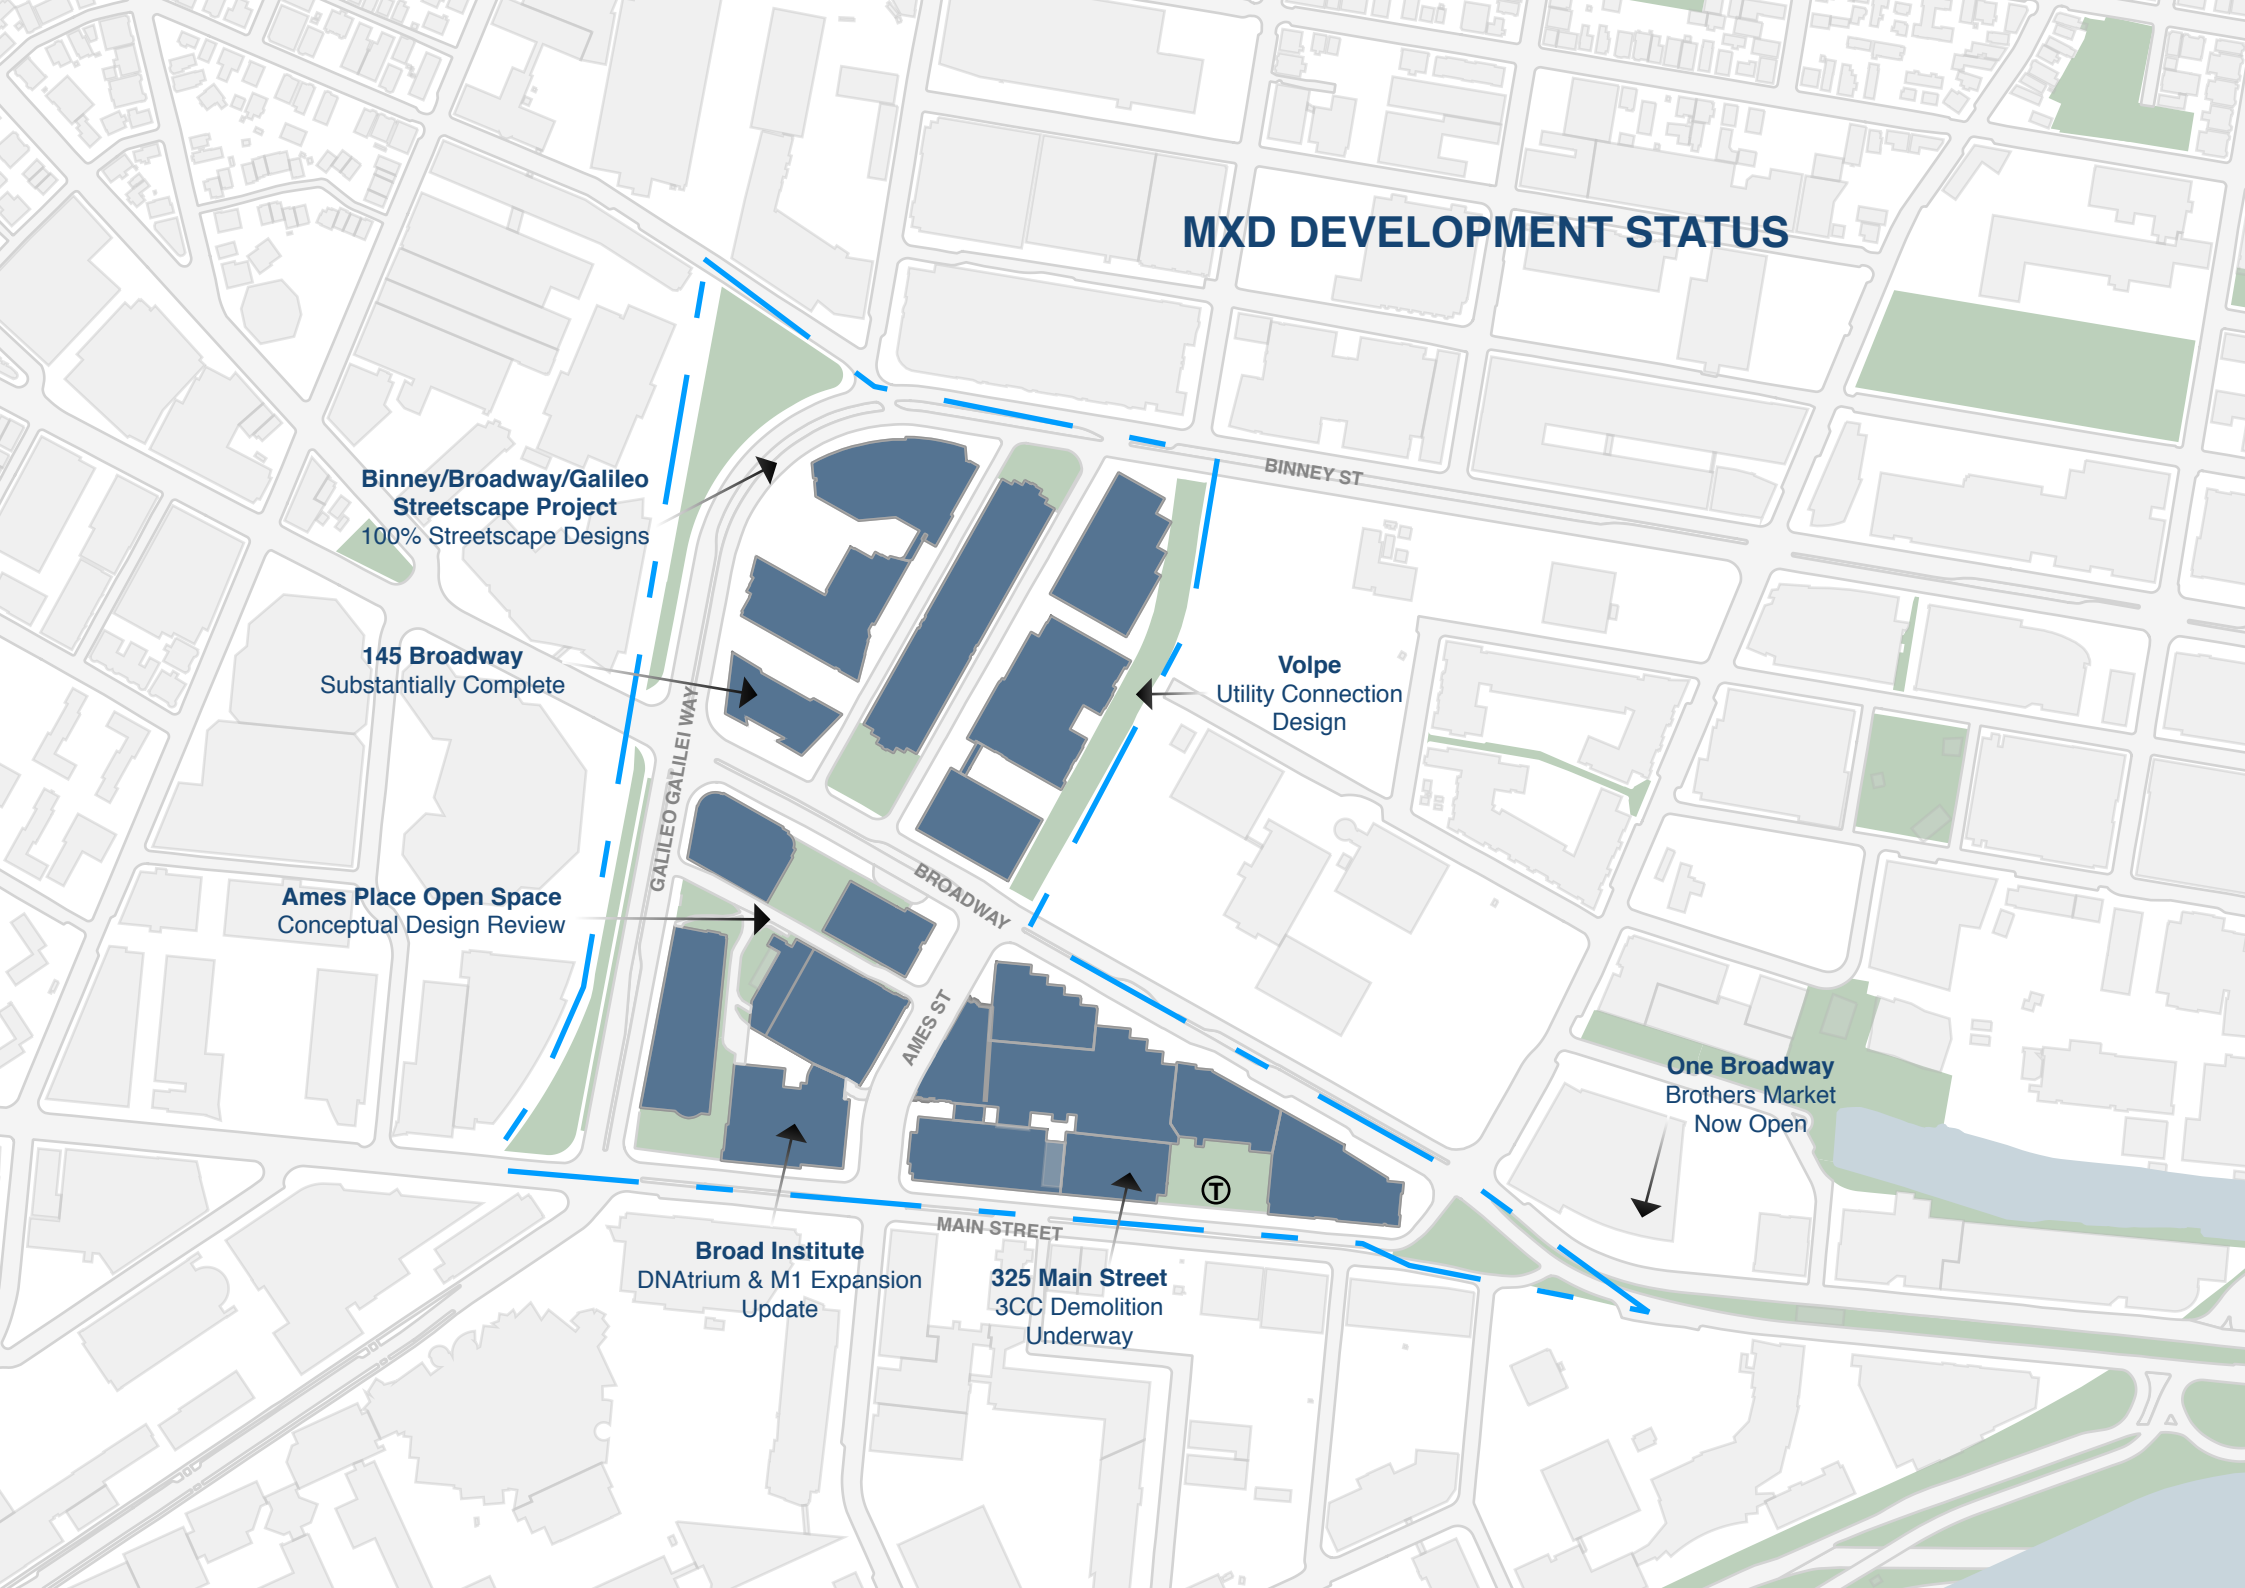 MXD DEVELOPMENT STATUS
BINNEY ST
Binney/Broadway/Galileo
Streetscape Project
100% Streetscape Designs
145 Broadway
Substantially Complete
Volpe
Utility Connection
Design
GALILEO GALILEI WAY
BROADWAY
Ames Place Open Space
Conceptual Design Review
AMES ST
One Broadway
Brothers Market
Now Open
T
MAIN STREET
Broad Institute
DNAtrium & M1 Expansion
Update
325 Main Street
3CC Demolition
Underway